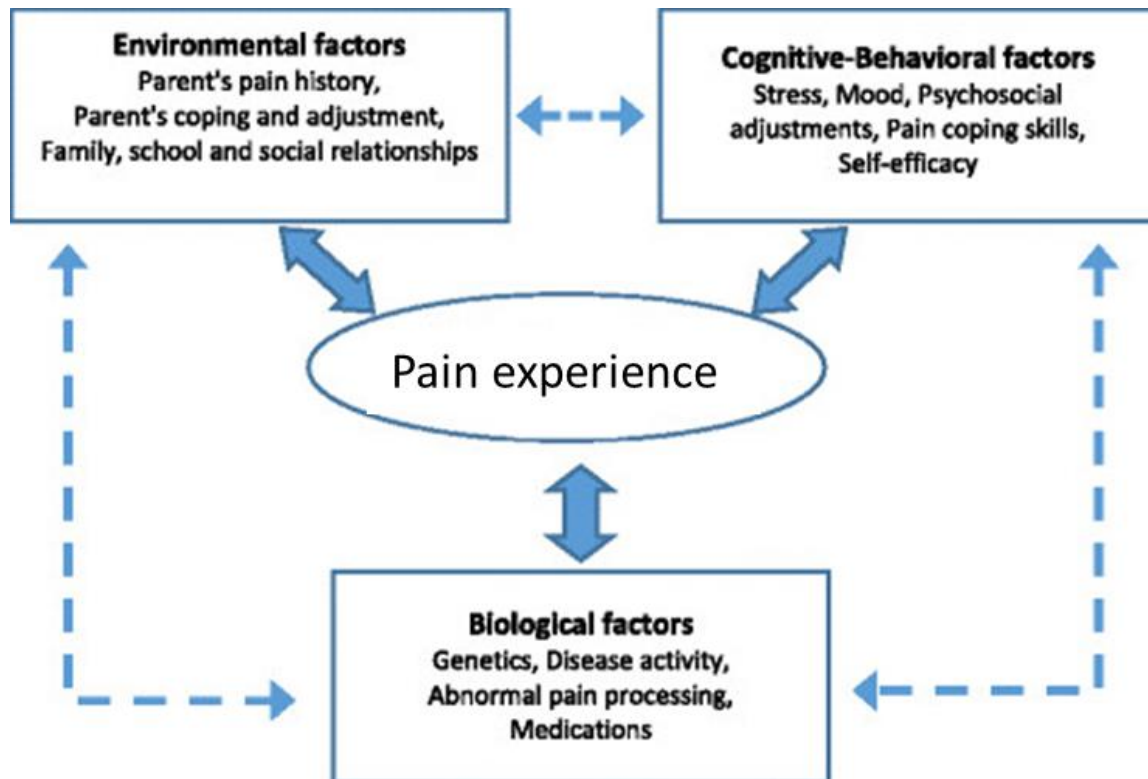 Environmental factors
Parent's pain history,
Parent's coping and adjustment,
Family, school and social relationships
Cognitive-Behavioral factors
Stress, Mood, Psychosocial
adjustments, Pain coping skills,
Self-efficacy
Pain experience
Biological factors
Genetics, Disease activity,
Abnormal pain processing,
Medications